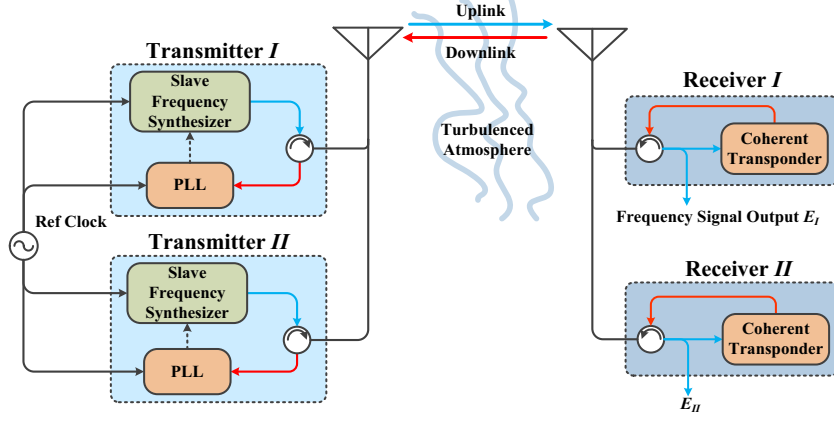 Uplink
Downlink
Transmitter I
Slave
Frequency
Synthesizer
PLL
Ref Clock
Turbulenced
Atmosphere
Receiver I
Coherent
Transponder
Frequency Signal Output E_I
Transmitter II
Slave
Frequency
Synthesizer
PLL
Receiver II
Coherent
Transponder
E_II